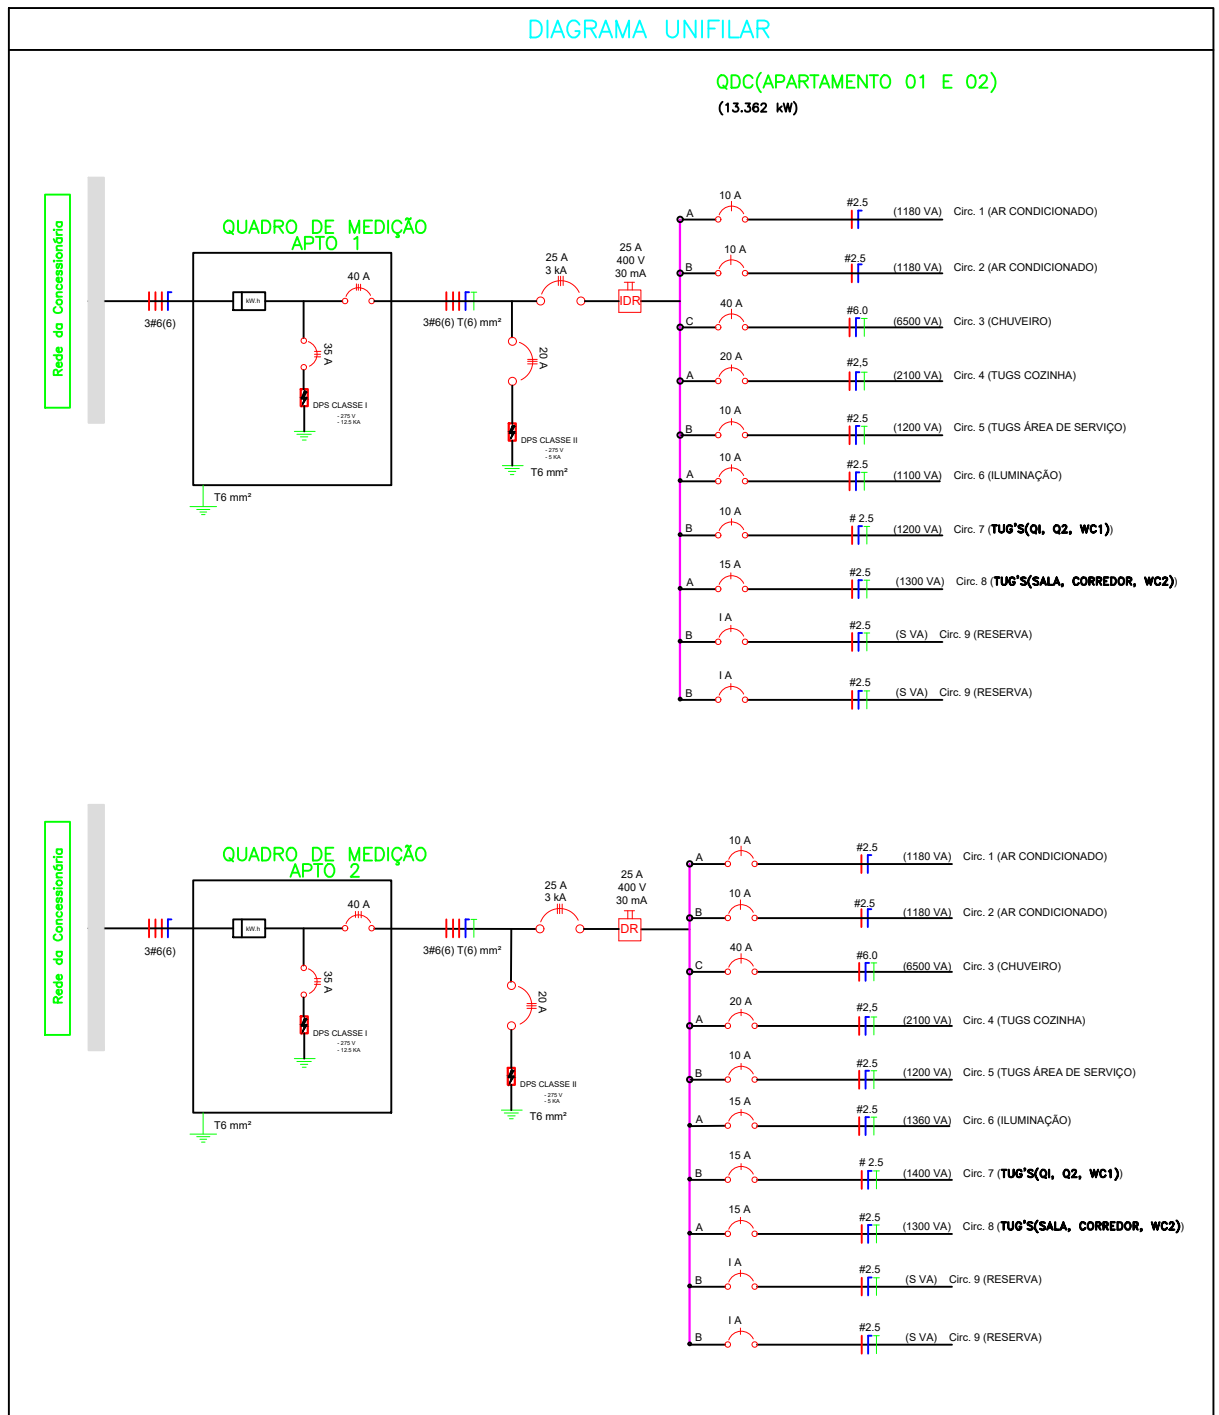 DIAGRAMA UNIFILAR
QDC(APARTAMENTO 01 E 02)
(13.362 kW)
Rede da Concessionária
3#6(6)
QUADRO DE MEDIÇÃO
APTO 1
kW.h
40 A
35 A
DPS CLASSE I
- 275 V
- 12.5 KA
T6 mm²
3#6(6) T(6) mm²
25 A
3 kA
20 A
DPS CLASSE II
- 275 V
- 5 KA
T6 mm²
25 A
400 V
30 mA
IDR
A 10 A #2.5 (1180 VA) Circ. 1 (AR CONDICIONADO)
B 10 A #2.5 (1180 VA) Circ. 2 (AR CONDICIONADO)
C 40 A #6.0 (6500 VA) Circ. 3 (CHUVEIRO)
A 20 A #2,5 (2100 VA) Circ. 4 (TUGS COZINHA)
B 10 A #2.5 (1200 VA) Circ. 5 (TUGS ÁREA DE SERVIÇO)
A 10 A #2.5 (1100 VA) Circ. 6 (ILUMINAÇÃO)
B 10 A # 2.5 (1200 VA) Circ. 7 (TUG'S(QI, Q2, WC1))
A 15 A #2.5 (1300 VA) Circ. 8 (TUG'S(SALA, CORREDOR, WC2))
B I A #2.5 (S VA) Circ. 9 (RESERVA)
B I A #2.5 (S VA) Circ. 9 (RESERVA)
Rede da Concessionária
3#6(6)
QUADRO DE MEDIÇÃO
APTO 2
kW.h
40 A
35 A
DPS CLASSE I
- 275 V
- 12.5 KA
T6 mm²
3#6(6) T(6) mm²
25 A
3 kA
20 A
DPS CLASSE II
- 275 V
- 5 KA
T6 mm²
25 A
400 V
30 mA
DR
A 10 A #2.5 (1180 VA) Circ. 1 (AR CONDICIONADO)
B 10 A #2.5 (1180 VA) Circ. 2 (AR CONDICIONADO)
C 40 A #6.0 (6500 VA) Circ. 3 (CHUVEIRO)
A 20 A #2,5 (2100 VA) Circ. 4 (TUGS COZINHA)
B 10 A #2.5 (1200 VA) Circ. 5 (TUGS ÁREA DE SERVIÇO)
A 15 A #2.5 (1360 VA) Circ. 6 (ILUMINAÇÃO)
B 15 A # 2.5 (1400 VA) Circ. 7 (TUG'S(QI, Q2, WC1))
A 15 A #2.5 (1300 VA) Circ. 8 (TUG'S(SALA, CORREDOR, WC2))
B I A #2.5 (S VA) Circ. 9 (RESERVA)
B I A #2.5 (S VA) Circ. 9 (RESERVA)